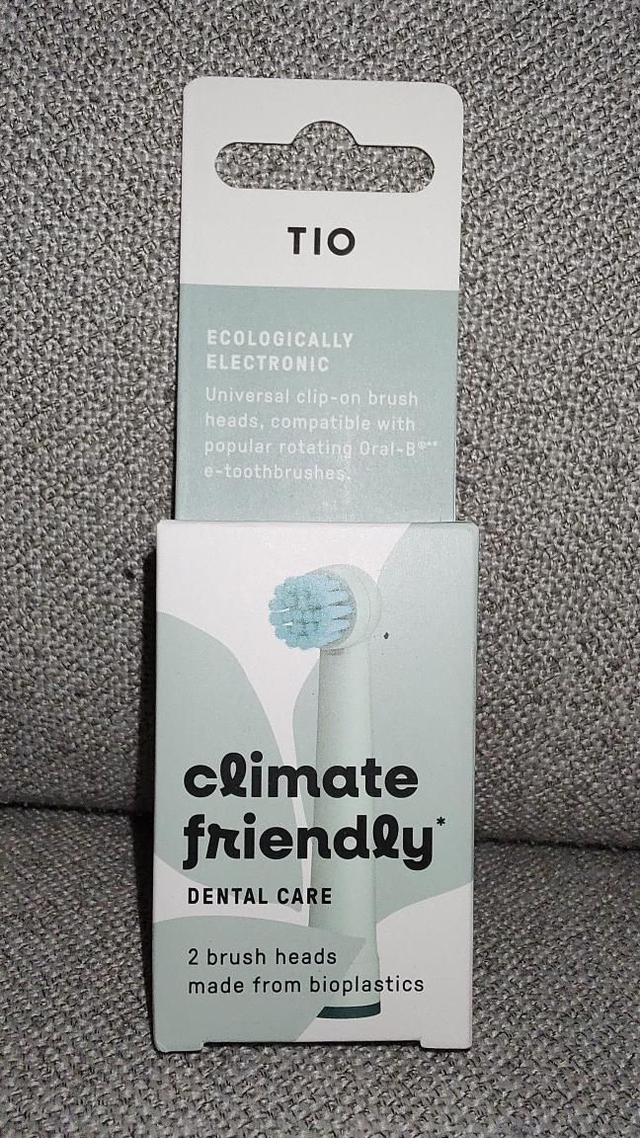 TIO
ECOLOGICALLY
ELECTRONIC
Universal clip-on brush
heads, compatible with
popular rotating Oral-B®**
e-toothbrushes.
climate
friendly*
DENTAL CARE
2 brush heads
made from bioplastics